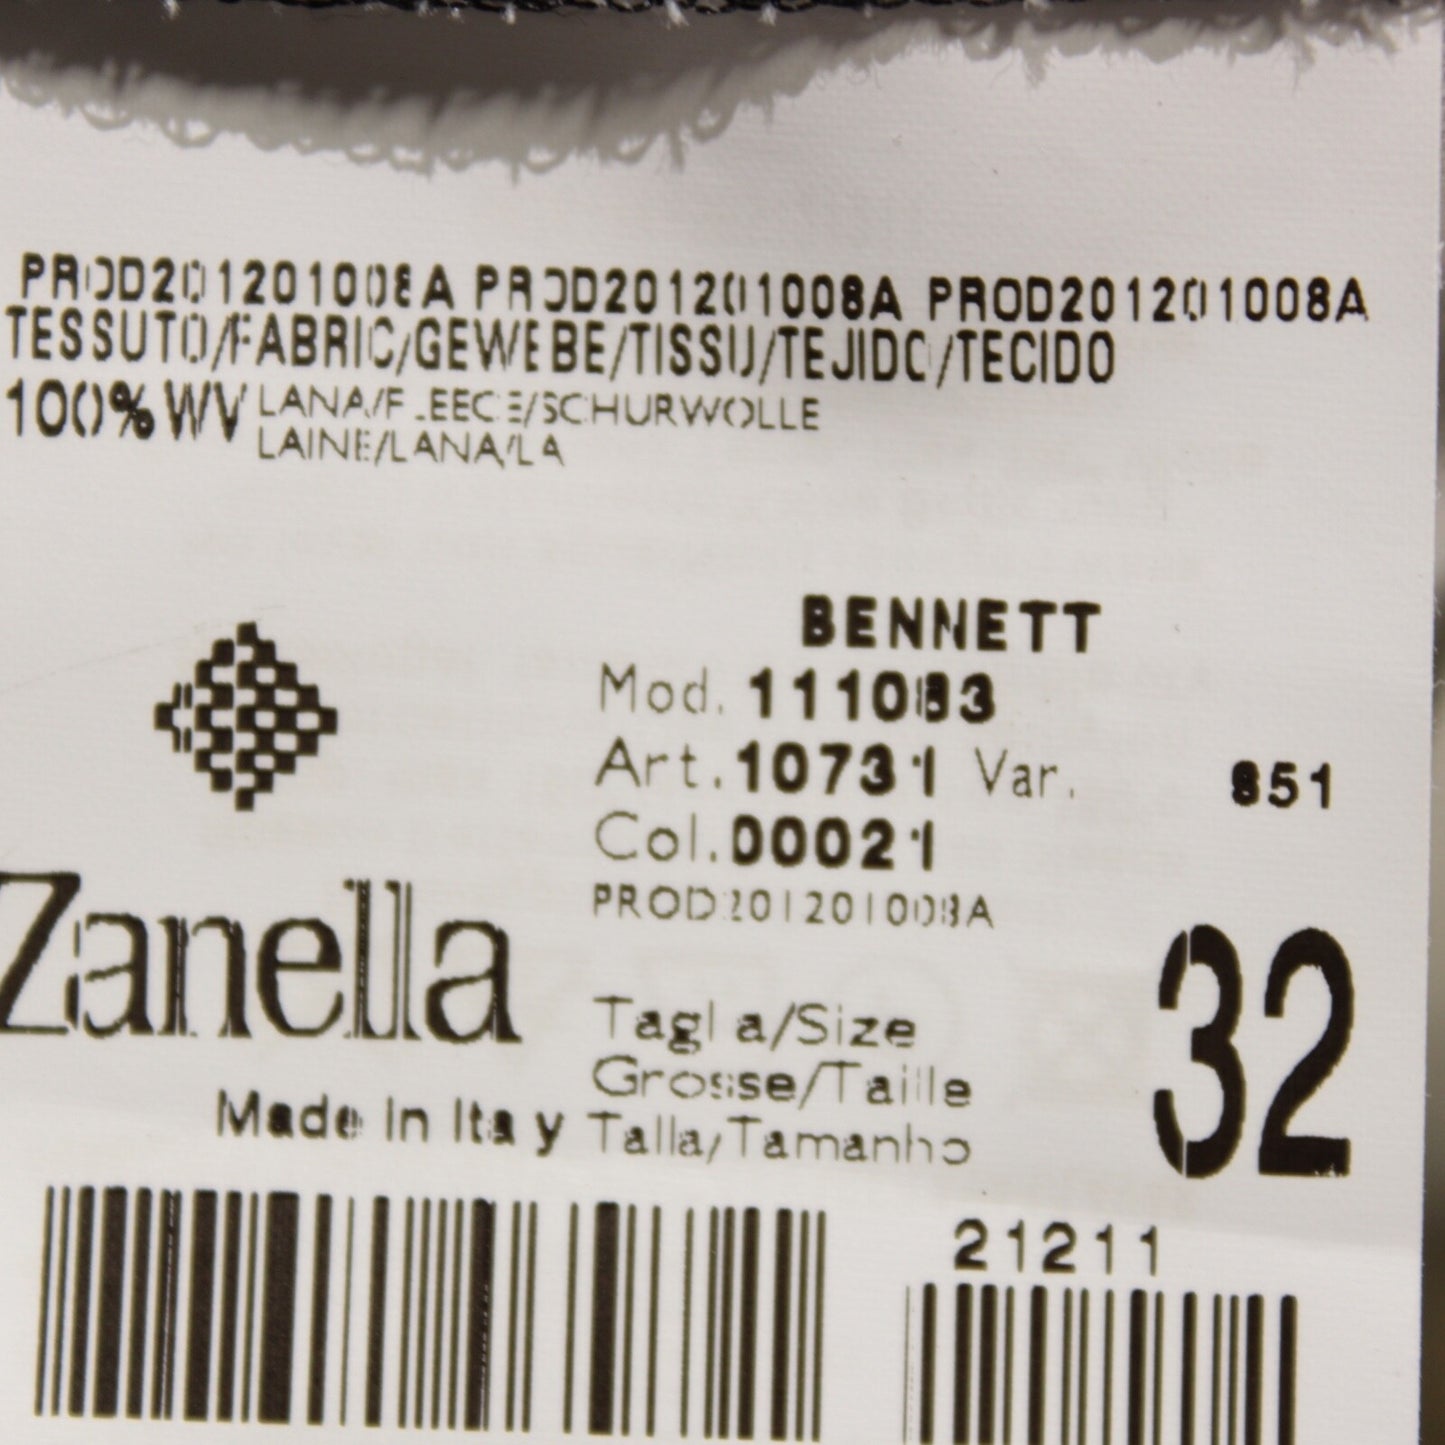 PROD201201008A PROD201201008A PROD201201008A
TESSUTO/FABRIC/GEWEBE/TISSU/TEJIDO/TECIDO
100% WV LANA/FLEECE/SCHURWOLLE
LAINE/LANA/LA
BENNETT
Mod. 111083
Art. 10731 Var. 851
Col. 00021
PROD201201008A
Zanella
32
Taglia/Size
Grosse/Taille
Made In Italy Talla/Tamanho
21211